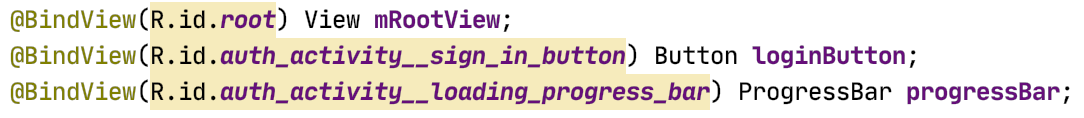 @BindView(R.id.root) View mRootView;
@BindView(R.id.auth_activity__sign_in_button) Button loginButton;
@BindView(R.id.auth_activity__loading_progress_bar) ProgressBar progressBar;